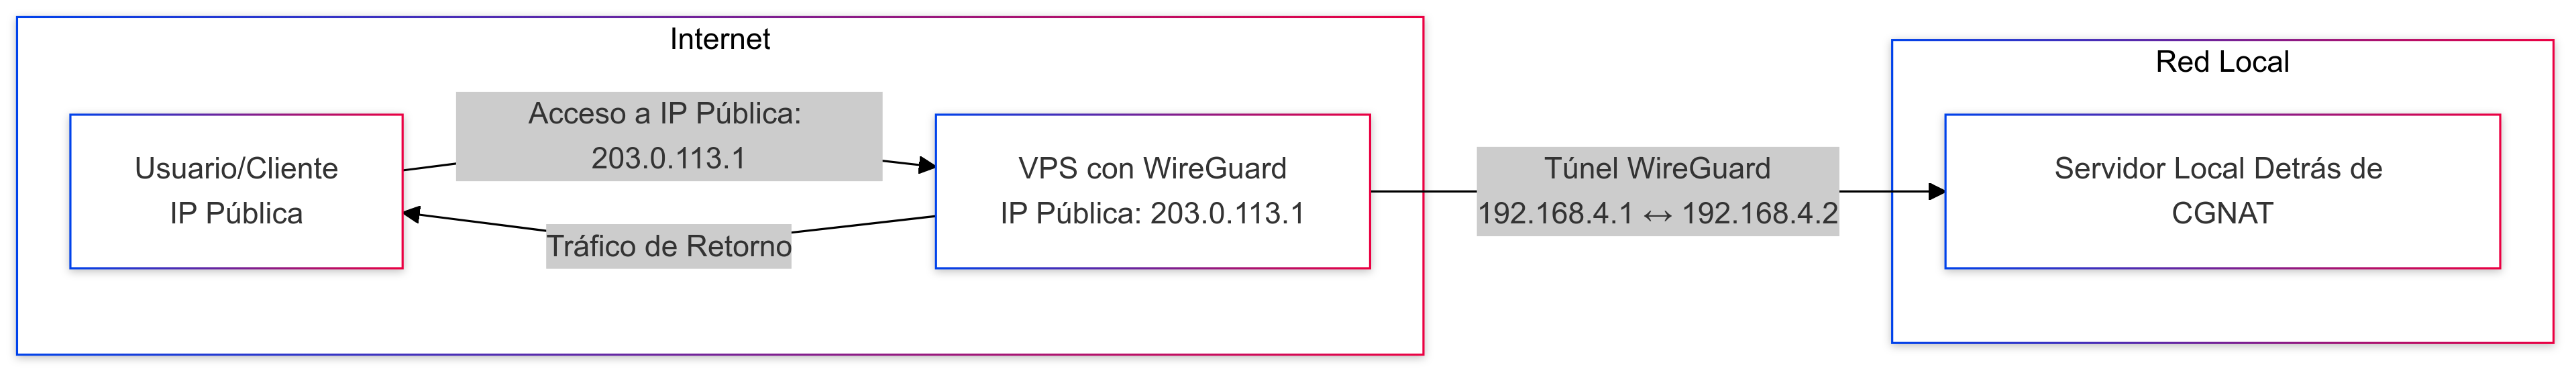 Internet
Usuario/Cliente
IP Pública
Acceso a IP Pública:
203.0.113.1
Tráfico de Retorno
VPS con WireGuard
IP Pública: 203.0.113.1
Túnel WireGuard
192.168.4.1 ↔ 192.168.4.2
Red Local
Servidor Local Detrás de
CGNAT